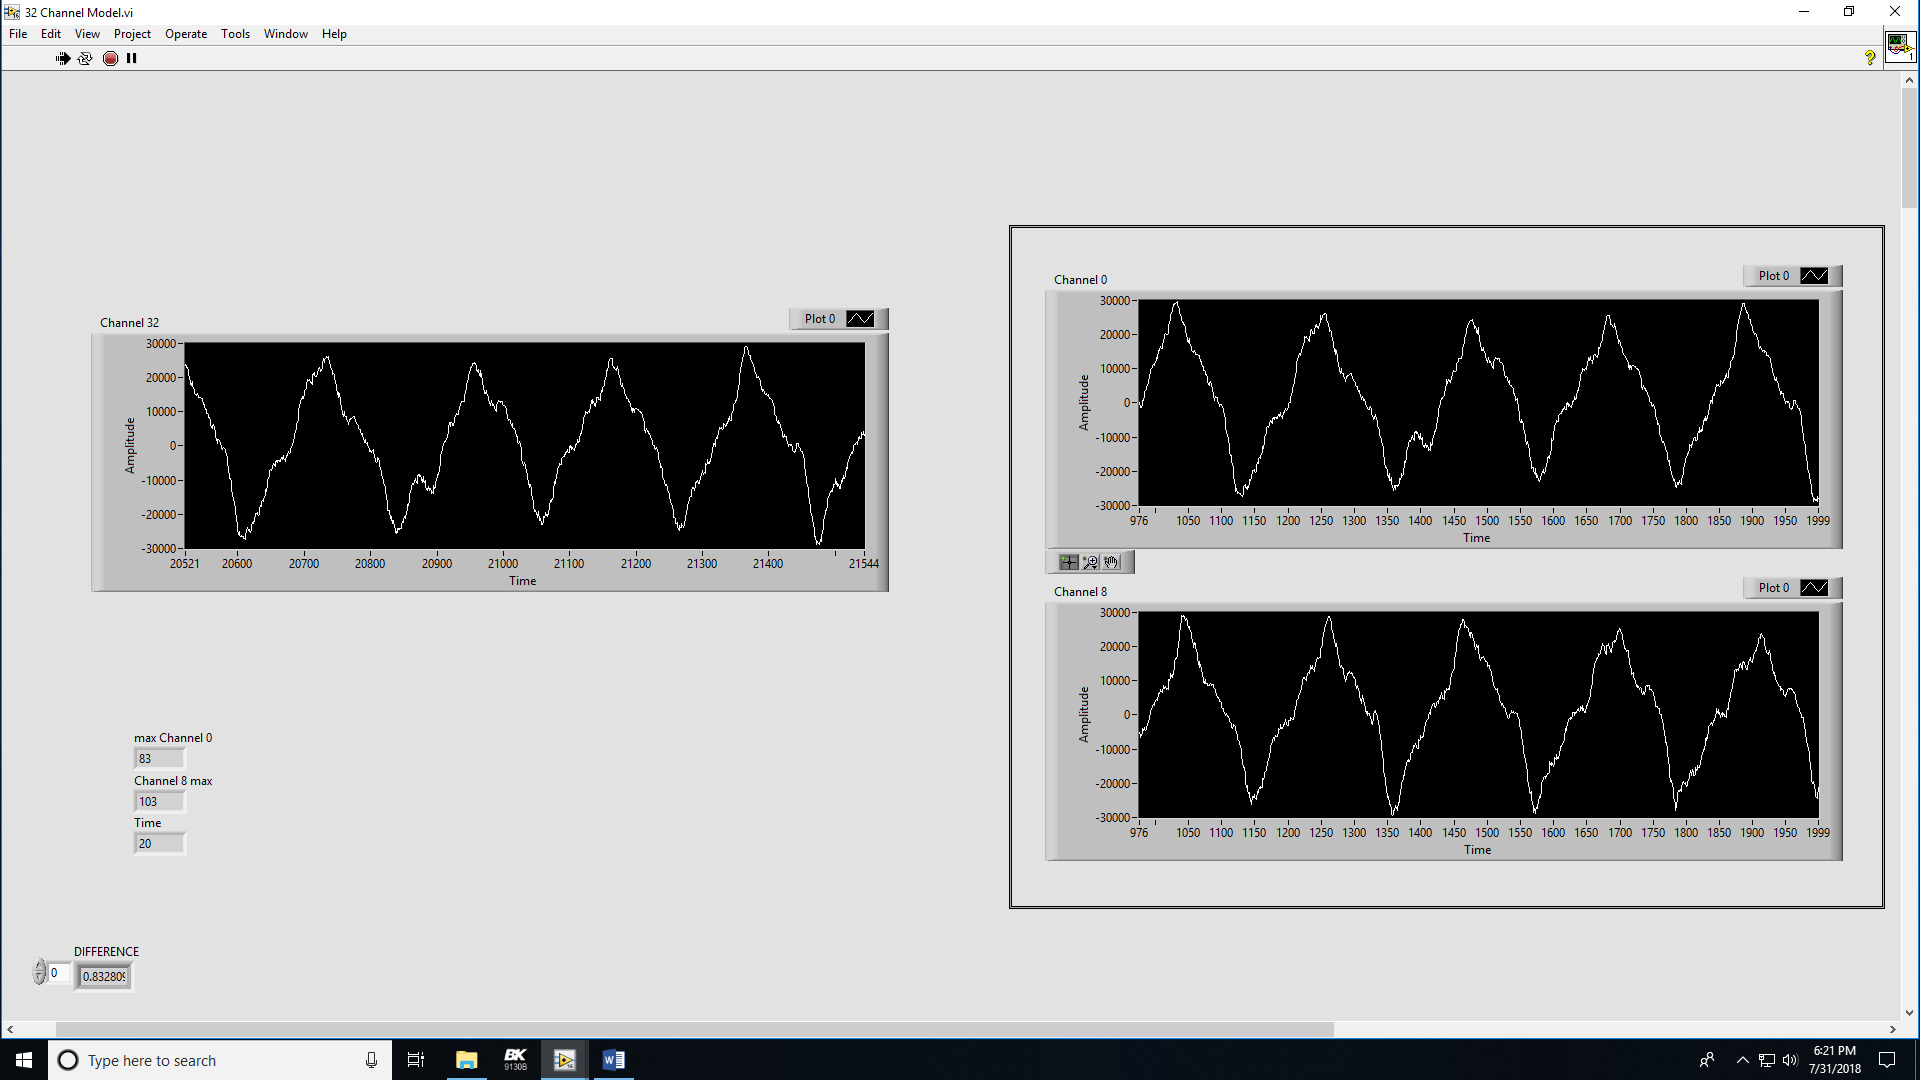 32 Channel Model.vi
File Edit View Project Operate Tools Window Help
1
Channel 32
Plot 0
30000
20000
10000
0
-10000
-20000
-30000
Amplitude
20521 20600 20700 20800 20900 21000 21100 21200 21300 21400 21544
Time
Channel 0
Plot 0
30000
20000
10000
0
-10000
-20000
-30000
Amplitude
976 1050 1100 1150 1200 1250 1300 1350 1400 1450 1500 1550 1600 1650 1700 1750 1800 1850 1900 1950 1999
Time
Channel 8
Plot 0
30000
20000
10000
0
-10000
-20000
-30000
Amplitude
976 1050 1100 1150 1200 1250 1300 1350 1400 1450 1500 1550 1600 1650 1700 1750 1800 1850 1900 1950 1999
Time
max Channel 0
83
Channel 8 max
103
Time
20
DIFFERENCE
0 
Type here to search
BK
9130B
6:21 PM
7/31/2018